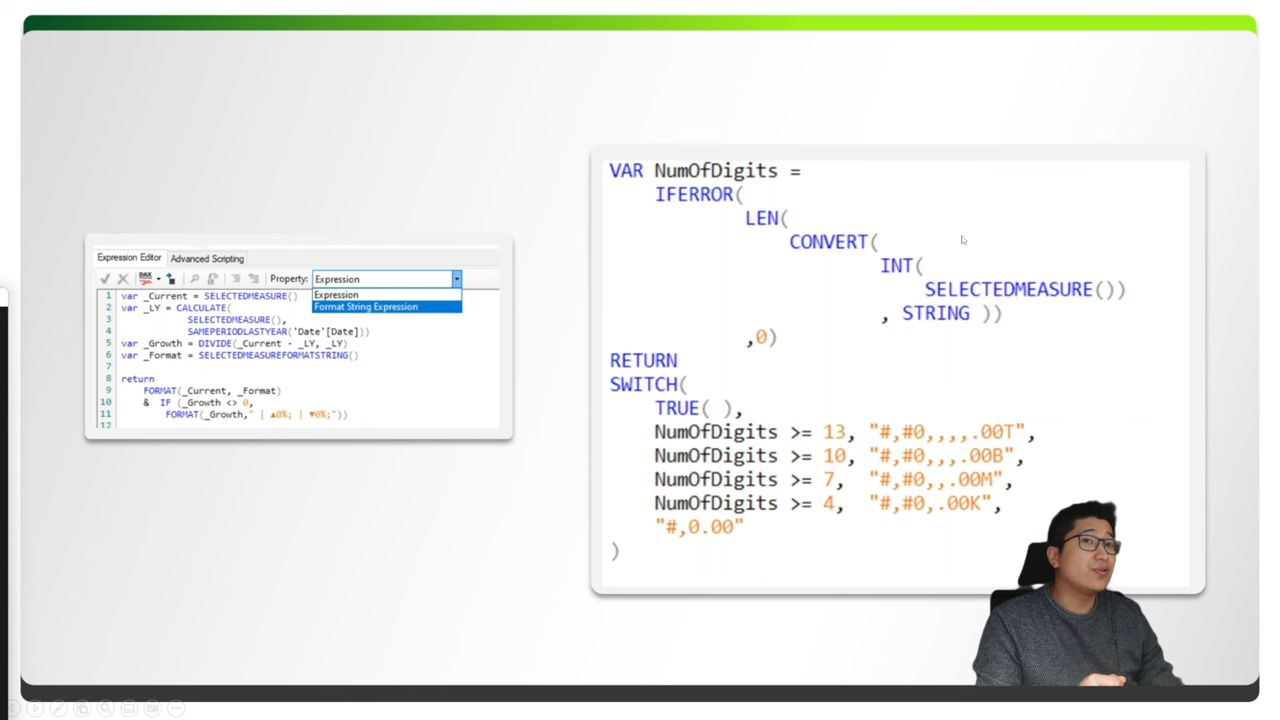 Expression Editor Advanced Scripting
DAX Property: Expression
Expression
Format String Expression
1 var _Current = SELECTEDMEASURE()
2 var _LY = CALCULATE(
3 SELECTEDMEASURE(),
4 SAMEPERIODLASTYEAR('Date'[Date]))
5 var _Growth = DIVIDE(_Current - _LY, _LY)
6 var _Format = SELECTEDMEASUREFORMATSTRING()
7
8 return
9 FORMAT(_Current, _Format)
10 & IF (_Growth <> 0,
11 FORMAT(_Growth," | ▲0%; | ▼0%;"))
12
VAR NumOfDigits =
IFERROR(
LEN(
CONVERT(
INT(
SELECTEDMEASURE())
, STRING ))
,0)
RETURN
SWITCH(
TRUE( ),
NumOfDigits >= 13, "#,#0,,,,.00T",
NumOfDigits >= 10, "#,#0,,,.00B",
NumOfDigits >= 7, "#,#0,,.00M",
NumOfDigits >= 4, "#,#0,.00K",
"#,0.00"
)